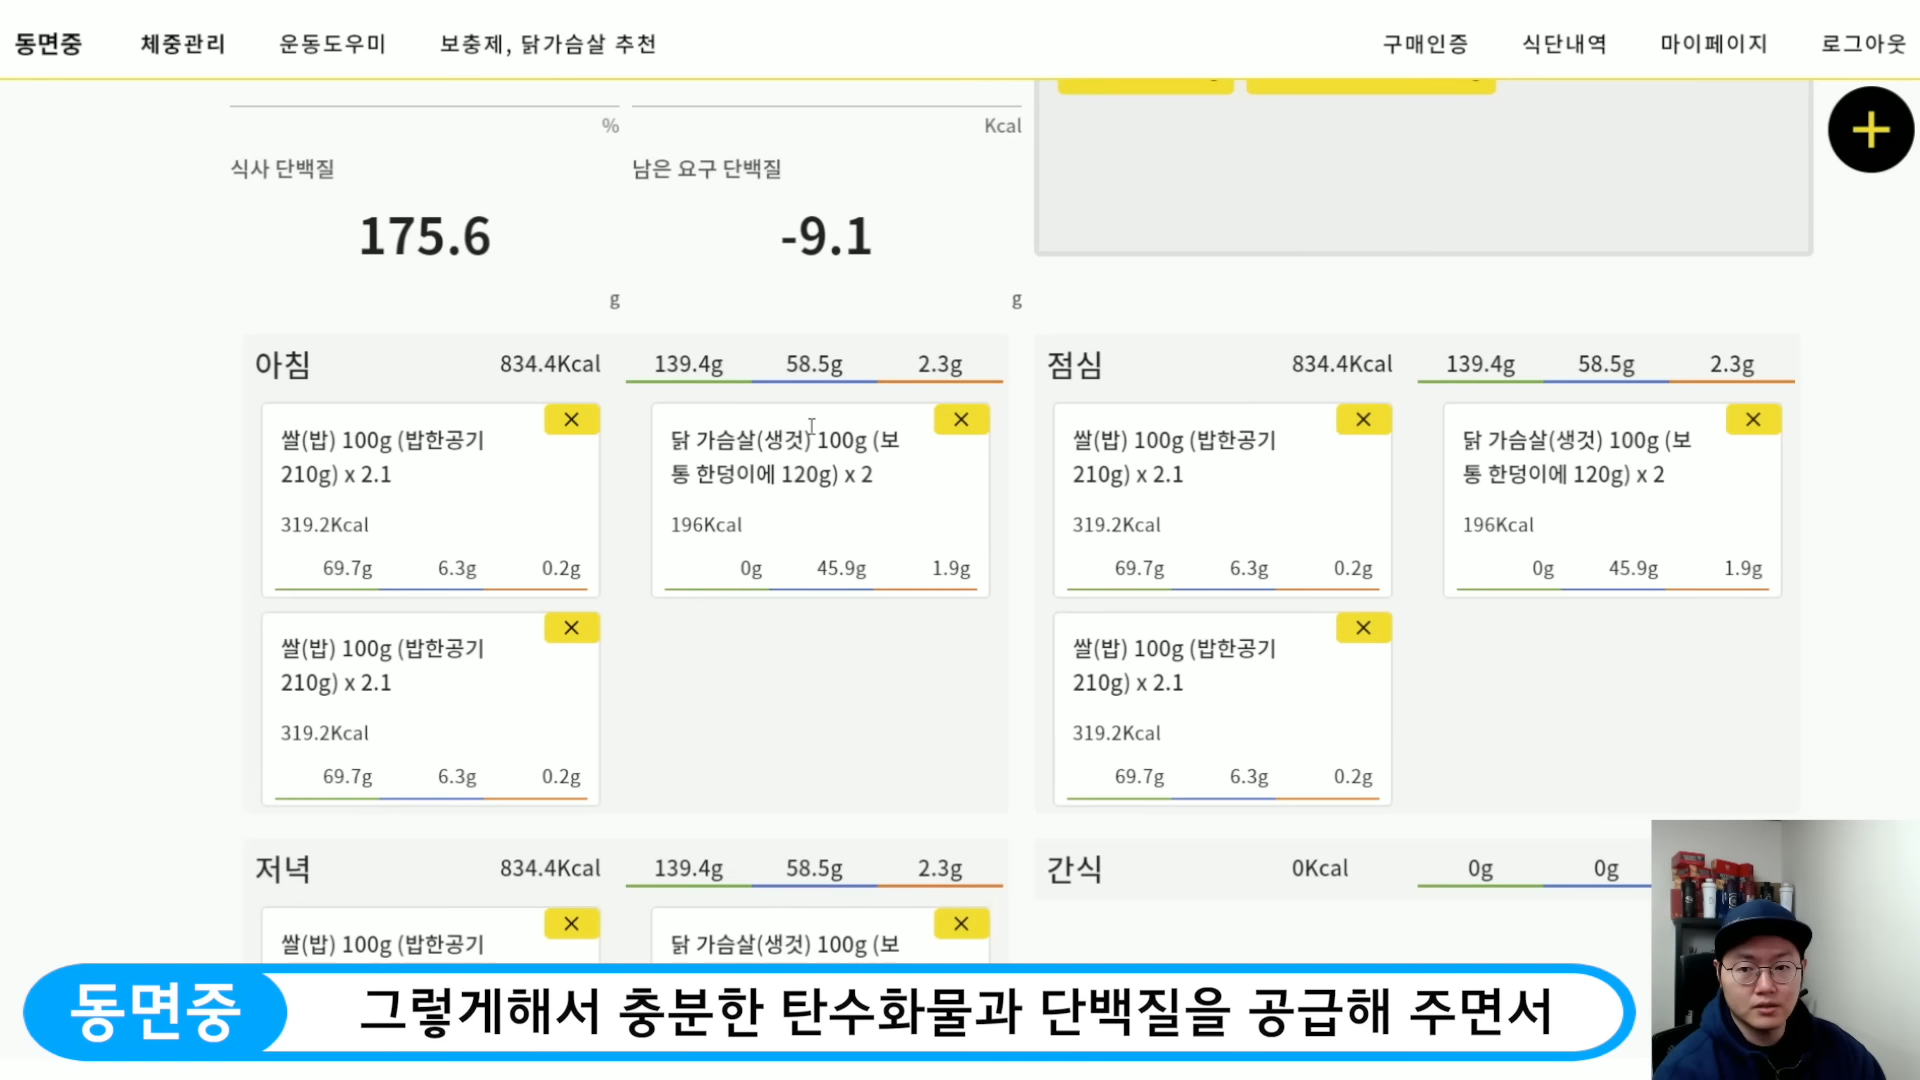 동면중 체중관리 운동도우미 보충제, 닭가슴살 추천 구매인증 식단내역 마이페이지 로그아웃
% Kcal
식사 단백질 남은 요구 단백질
175.6 -9.1
g g
아침 834.4Kcal 139.4g 58.5g 2.3g
쌀(밥) 100g (밥한공기
210g) x 2.1
319.2Kcal
69.7g 6.3g 0.2g
닭 가슴살(생것) 100g (보
통 한덩이에 120g) x 2
196Kcal
0g 45.9g 1.9g
쌀(밥) 100g (밥한공기
210g) x 2.1
319.2Kcal
69.7g 6.3g 0.2g
점심 834.4Kcal 139.4g 58.5g 2.3g
쌀(밥) 100g (밥한공기
210g) x 2.1
319.2Kcal
69.7g 6.3g 0.2g
닭 가슴살(생것) 100g (보
통 한덩이에 120g) x 2
196Kcal
0g 45.9g 1.9g
쌀(밥) 100g (밥한공기
210g) x 2.1
319.2Kcal
69.7g 6.3g 0.2g
저녁 834.4Kcal 139.4g 58.5g 2.3g
쌀(밥) 100g (밥한공기
닭 가슴살(생것) 100g (보
간식 0Kcal 0g 0g
동면중 그렇게해서 충분한 탄수화물과 단백질을 공급해 주면서